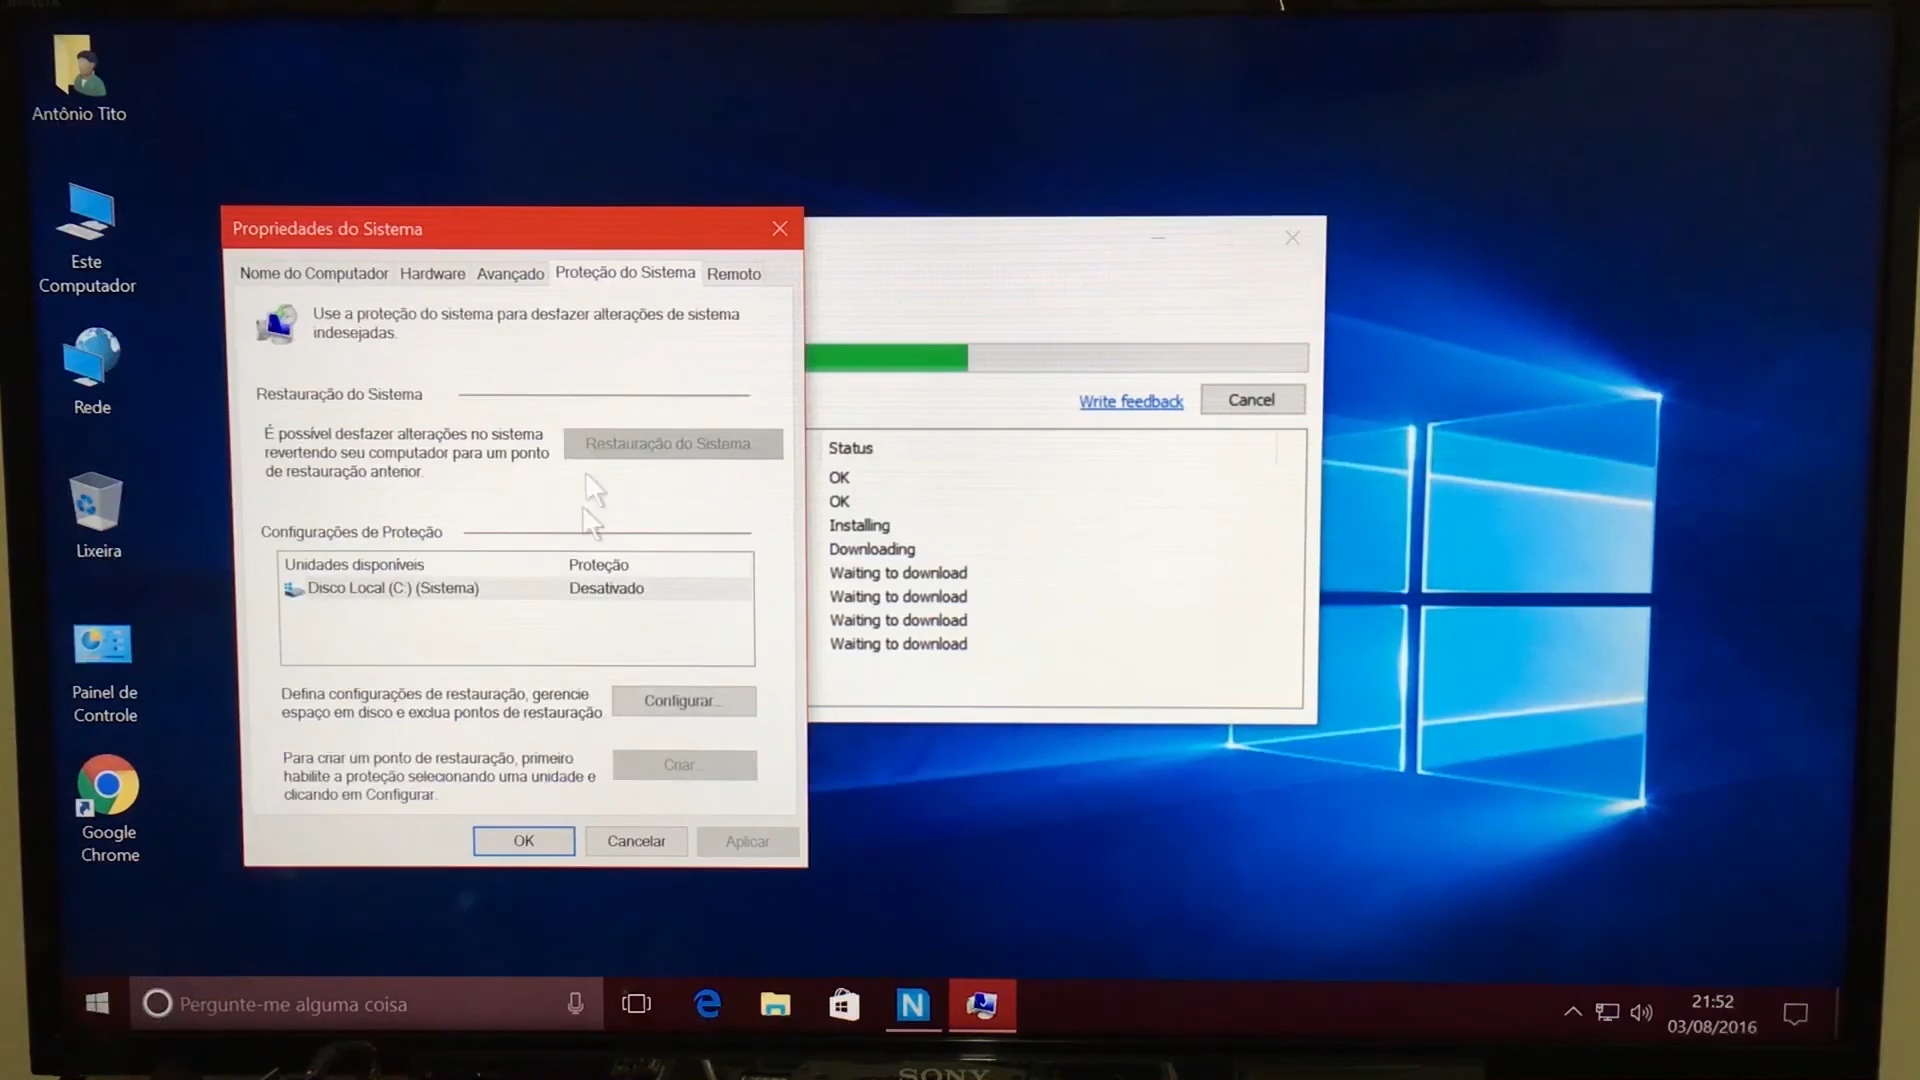 Antônio Tito
Este
Computador
Rede
Lixeira
Painel de
Controle
Google
Chrome
Propriedades do Sistema
Nome do Computador
Hardware
Avançado
Proteção do Sistema
Remoto
Use a proteção do sistema para desfazer alterações de sistema
indesejadas.
Restauração do Sistema
É possível desfazer alterações no sistema
revertendo seu computador para um ponto
de restauração anterior.
Restauração do Sistema...
Configurações de Proteção
Unidades disponíveis
Proteção
Disco Local (C:) (Sistema)
Desativado
Defina configurações de restauração, gerencie
espaço em disco e exclua pontos de restauração
Configurar...
Para criar um ponto de restauração, primeiro
habilite a proteção selecionando uma unidade e
clicando em Configurar.
Criar...
OK
Cancelar
Aplicar
Write feedback
Cancel
Status
OK
OK
Installing
Downloading
Waiting to download
Waiting to download
Waiting to download
Waiting to download
Pergunte-me alguma coisa
N
21:52
03/08/2016
SONY